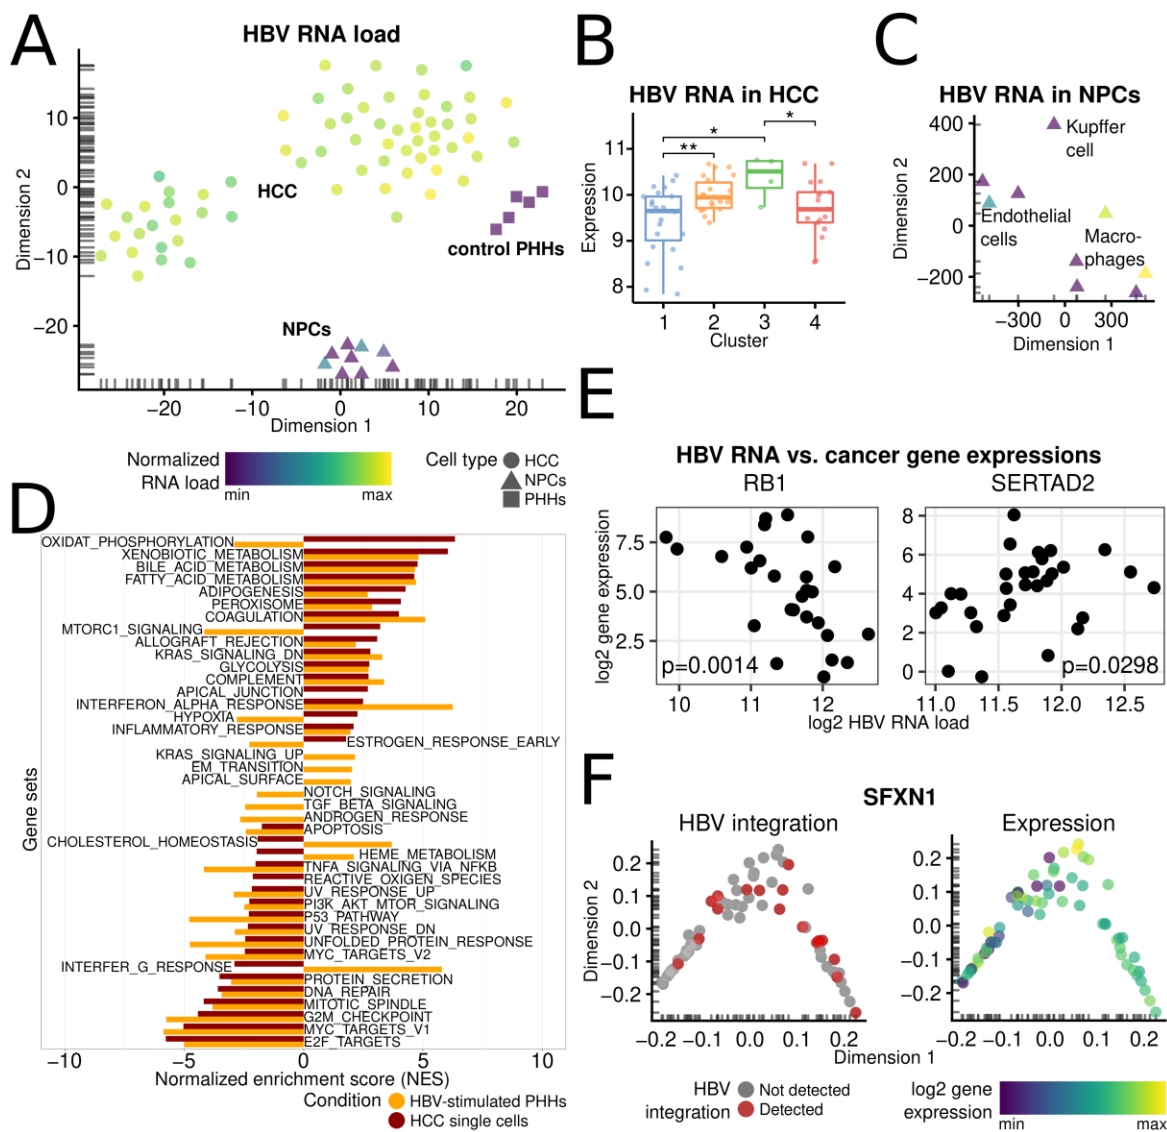 A
HBV RNA load
Dimension 2
10
0
−10
−20
HCC
control PHHs
NPCs
−20
−10
0
10
20
Dimension 1
Normalized
RNA load
min
max
Cell type
HCC
NPCs
PHHs
B
HBV RNA in HCC
Expression
11
10
9
8
*
*
**
1
2
3
4
Cluster
C
HBV RNA in NPCs
Dimension 2
400
200
0
−200
Kupffer
cell
Endothelial
cells
Macro-
phages
−300
0
300
Dimension 1
D
Gene sets
OXIDAT_PHOSPHORYLATION
XENOBIOTIC_METABOLISM
BILE_ACID_METABOLISM
FATTY_ACID_METABOLISM
ADIPOGENESIS
PEROXISOME
COAGULATION
MTORC1_SIGNALING
ALLOGRAFT_REJECTION
KRAS_SIGNALING_DN
GLYCOLYSIS
COMPLEMENT
APICAL_JUNCTION
INTERFERON_ALPHA_RESPONSE
HYPOXIA
INFLAMMATORY_RESPONSE
ESTROGEN_RESPONSE_EARLY
KRAS_SIGNALING_UP
EM_TRANSITION
APICAL_SURFACE
NOTCH_SIGNALING
TGF_BETA_SIGNALING
ANDROGEN_RESPONSE
APOPTOSIS
CHOLESTEROL_HOMEOSTASIS
HEME_METABOLISM
TNFA_SIGNALING_VIA_NFKB
REACTIVE_OXIGEN_SPECIES
UV_RESPONSE_UP
PI3K_AKT_MTOR_SIGNALING
P53_PATHWAY
UV_RESPONSE_DN
UNFOLDED_PROTEIN_RESPONSE
MYC_TARGETS_V2
INTERFER_G_RESPONSE
PROTEIN_SECRETION
DNA_REPAIR
MITOTIC_SPINDLE
G2M_CHECKPOINT
MYC_TARGETS_V1
E2F_TARGETS
−10
−5
0
5
10
Normalized enrichment score (NES)
Condition
HBV-stimulated PHHs
HCC single cells
E
HBV RNA vs. cancer gene expressions
RB1
SERTAD2
log2 gene expression
7.5
5.0
2.5
p=0.0014
10
11
12
8
6
4
2
0
p=0.0298
11.0
11.5
12.0
12.5
log2 HBV RNA load
F
SFXN1
HBV integration
Expression
Dimension 2
0.2
0.1
0.0
−0.1
−0.2
−0.2
−0.1
0.0
0.1
0.2
0.2
0.1
0.0
−0.1
−0.2
−0.2
−0.1
0.0
0.1
0.2
Dimension 1
HBV
integration
Not detected
Detected
log2 gene
expression
min
max